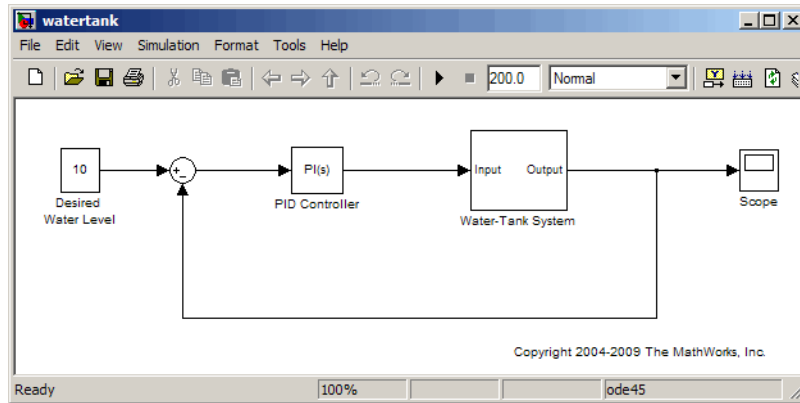 watertank
File Edit View Simulation Format Tools Help
200.0 Normal
10
+
−
PI(s)
Input Output
Desired
Water Level
PID Controller
Water-Tank System
Scope
Copyright 2004-2009 The MathWorks, Inc.
Ready 100% ode45